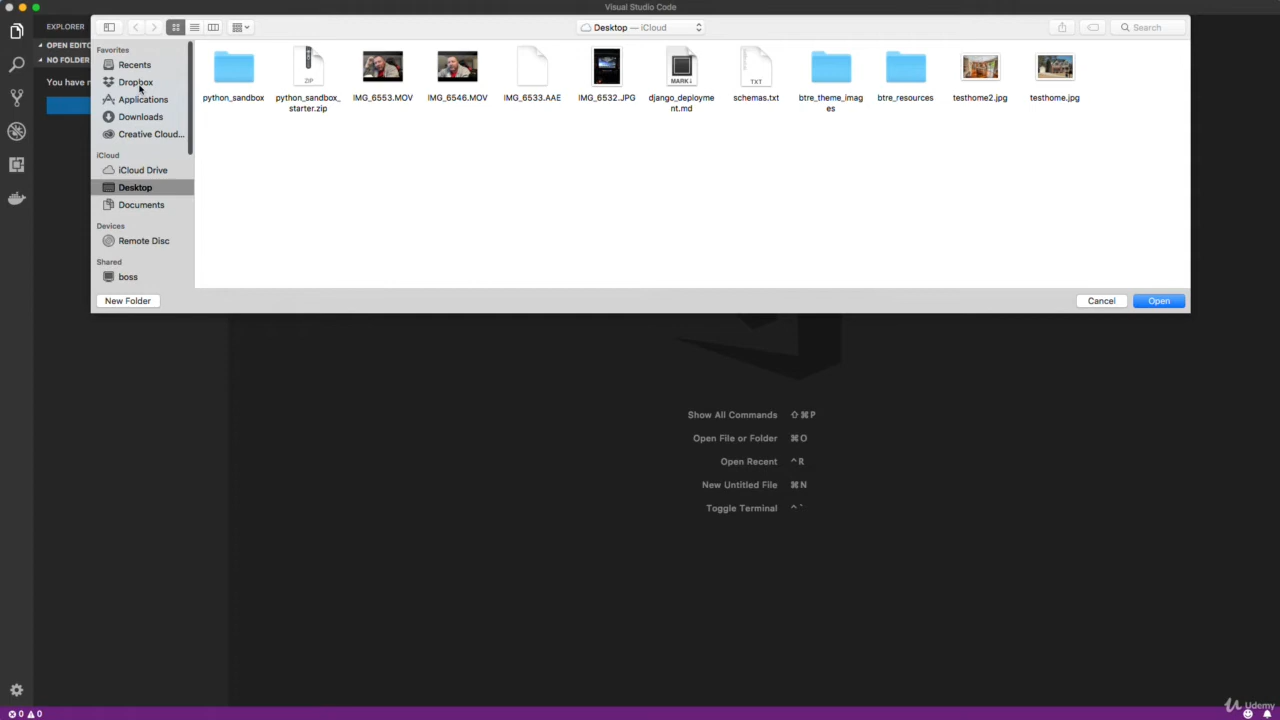 Visual Studio Code
EXPLORER
OPEN EDITO
NO FOLDER
You have n
Desktop — iCloud
Search
Favorites
Recents
Dropbox
Applications
Downloads
Creative Cloud...
iCloud
iCloud Drive
Desktop
Documents
Devices
Remote Disc
Shared
boss
ZIP
MARK↓
TXT
python_sandbox
python_sandbox_
starter.zip
IMG_6553.MOV
IMG_6546.MOV
IMG_6533.AAE
IMG_6532.JPG
django_deployme
nt.md
schemas.txt
btre_theme_imag
es
btre_resources
testhome2.jpg
testhome.jpg
New Folder
Cancel
Open
Show All Commands ⇧⌘P
Open File or Folder ⌘O
Open Recent ^R
New Untitled File ⌘N
Toggle Terminal ^`
0 0
Udemy